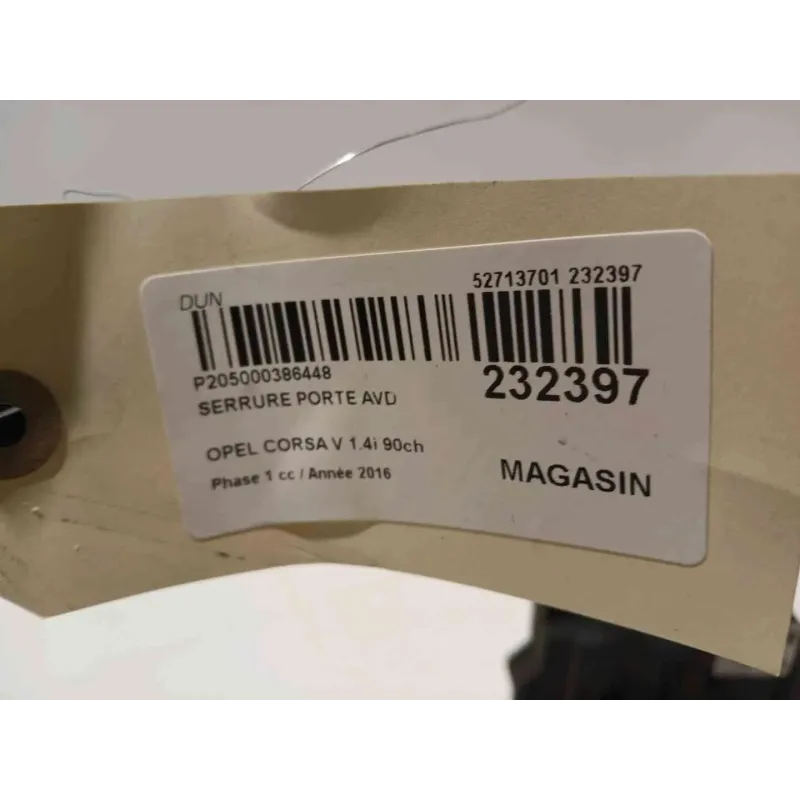 DUN
52713701 232397
P205000386448
232397
SERRURE PORTE AVD
OPEL CORSA V 1.4i 90ch
Phase 1 cc / Année 2016
MAGASIN